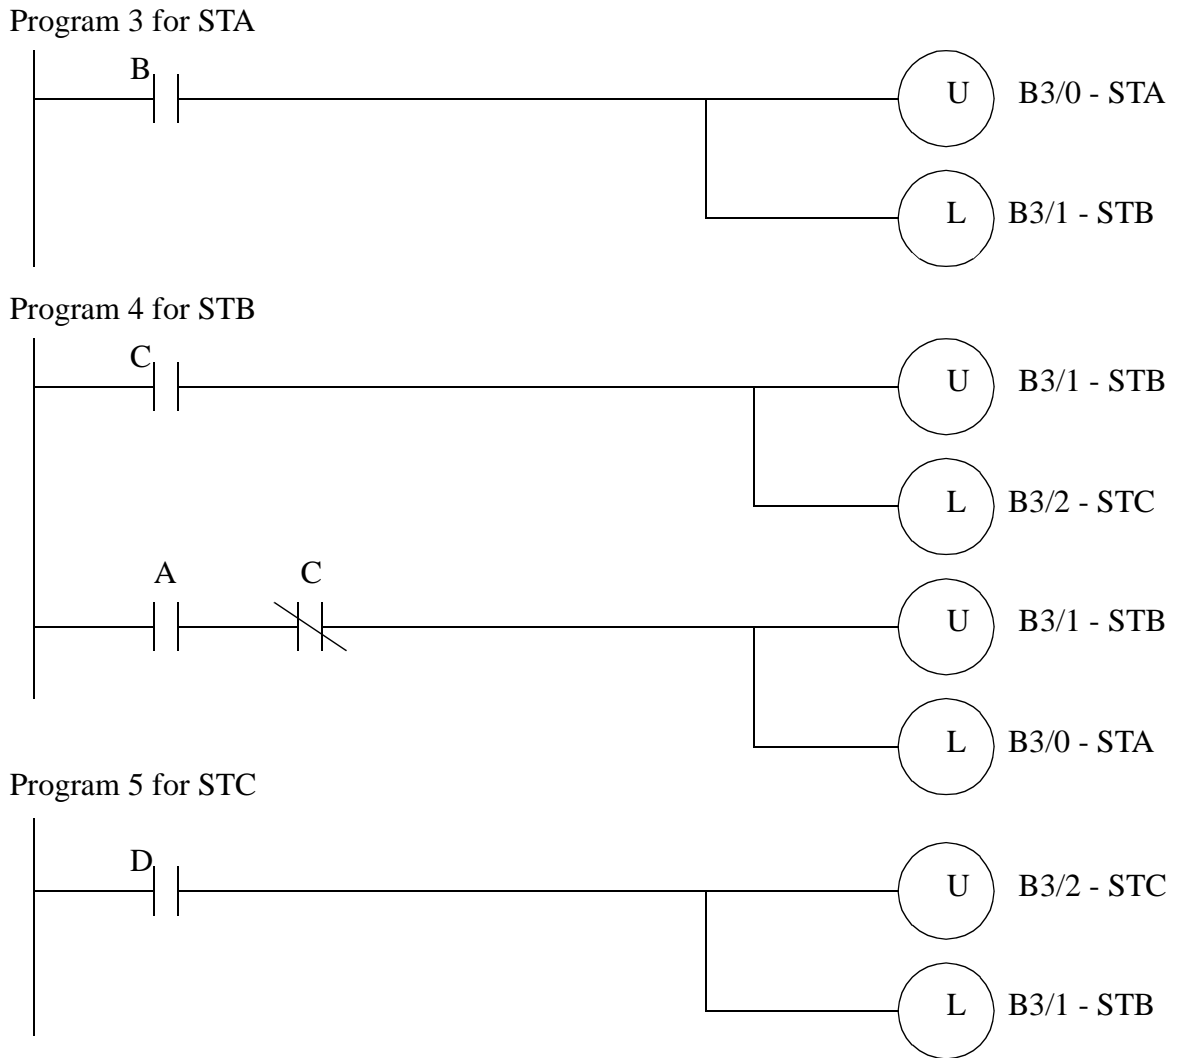 Program 3 for STA
B
U B3/0 - STA
L B3/1 - STB
Program 4 for STB
C
U B3/1 - STB
L B3/2 - STC
A C
U B3/1 - STB
L B3/0 - STA
Program 5 for STC
D
U B3/2 - STC
L B3/1 - STB